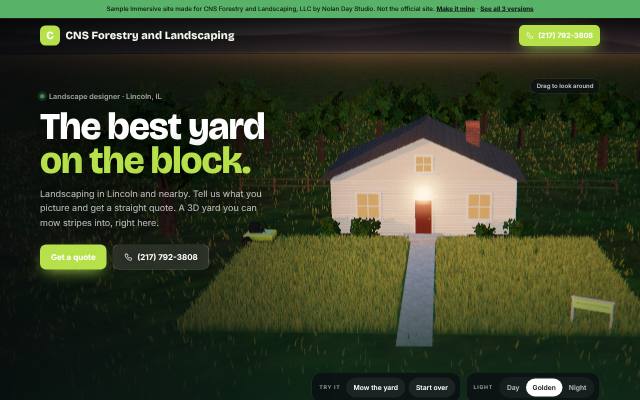 Sample Immersive site made for CNS Forestry and Landscaping, LLC by Nolan Day Studio. Not the official site. Make it mine · See all 3 versions
C CNS Forestry and Landscaping
(217) 792-3808
Drag to look around
Landscape designer · Lincoln, IL
The best yard
on the block.
Landscaping in Lincoln and nearby. Tell us what you
picture and get a straight quote. A 3D yard you can
mow stripes into, right here.
Get a quote
(217) 792-3808
TRY IT Mow the yard Start over
LIGHT Day Golden Night